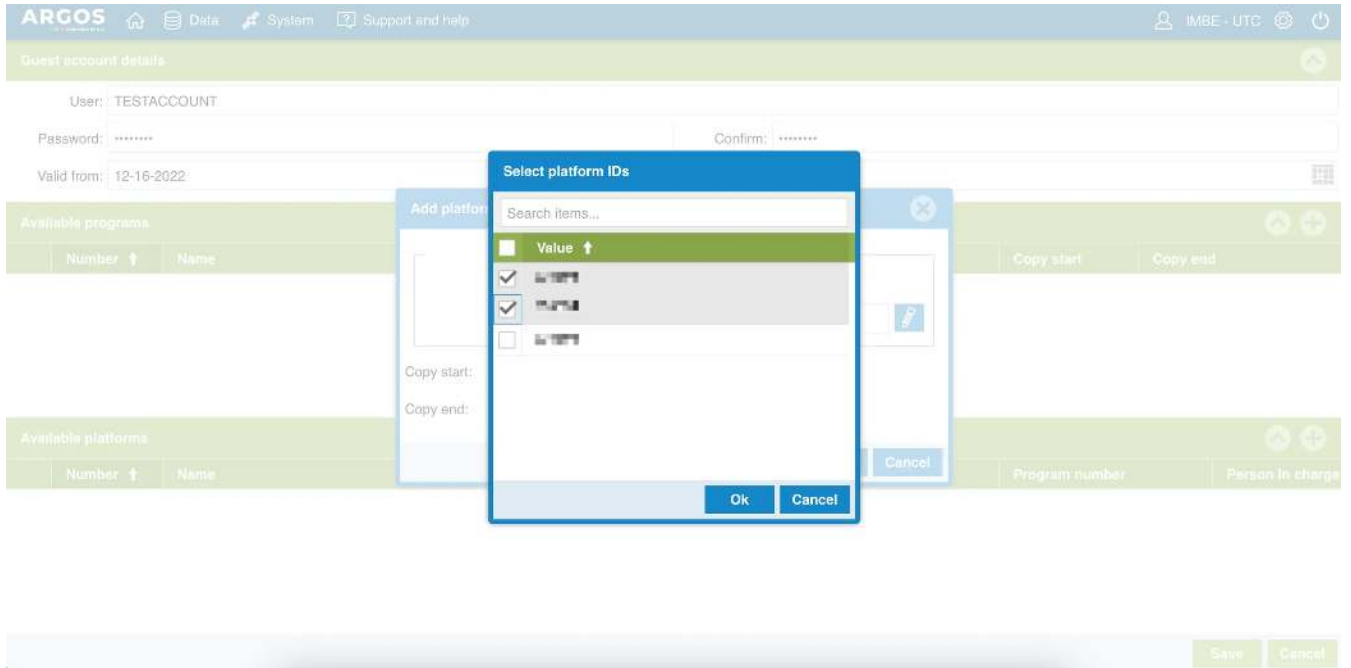 ARGOS Data System Support and help IMBE - UTC
Guest account details
User: TESTACCOUNT
Password: •••••••• Confirm: ••••••••
Valid from: 12-16-2022
Select platform IDs
Add platfor
Search items...
Available programs
Value ↑
Number ↑ Name Copy start Copy end
Copy start:
Copy end:
Available platforms
Cancel
Number ↑ Name Program number Person in charge
Ok Cancel
Save Cancel